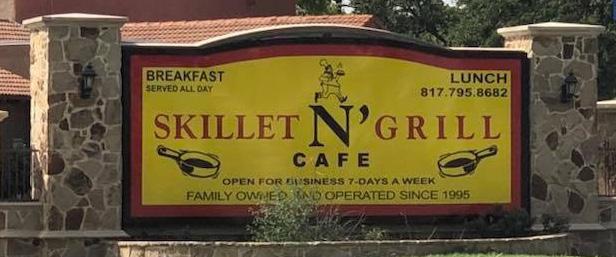 BREAKFAST
SERVED ALL DAY
LUNCH
817.795.8682
SKILLET N' GRILL
CAFE
OPEN FOR BUSINESS 7-DAYS A WEEK
FAMILY OWNED AND OPERATED SINCE 1995